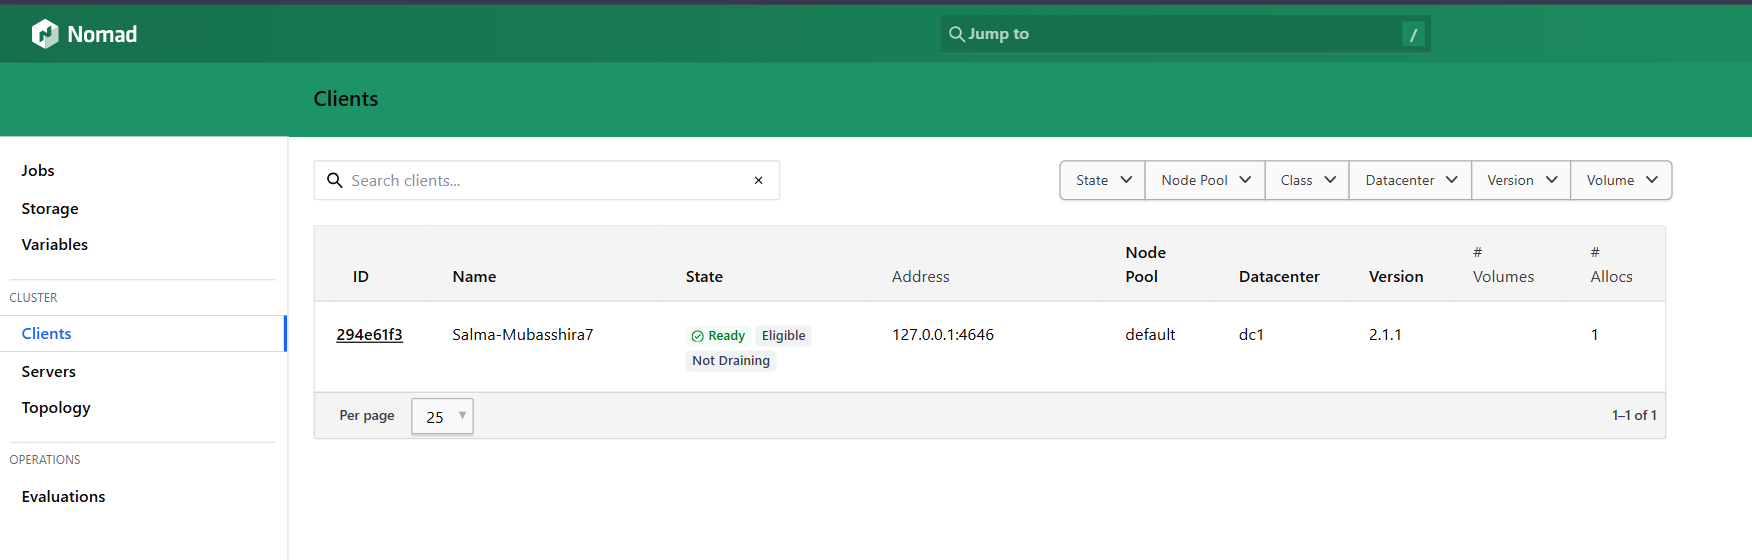 Nomad
Jump to
/
Clients
Jobs
Storage
Variables
CLUSTER
Clients
Servers
Topology
OPERATIONS
Evaluations
Search clients...
State
Node Pool
Class
Datacenter
Version
Volume
ID Name State Address Node Pool Datacenter Version # Volumes # Allocs
294e61f3 Salma-Mubasshira7 Ready Eligible 127.0.0.1:4646 default dc1 2.1.1 1
Not Draining
Per page 25 1–1 of 1